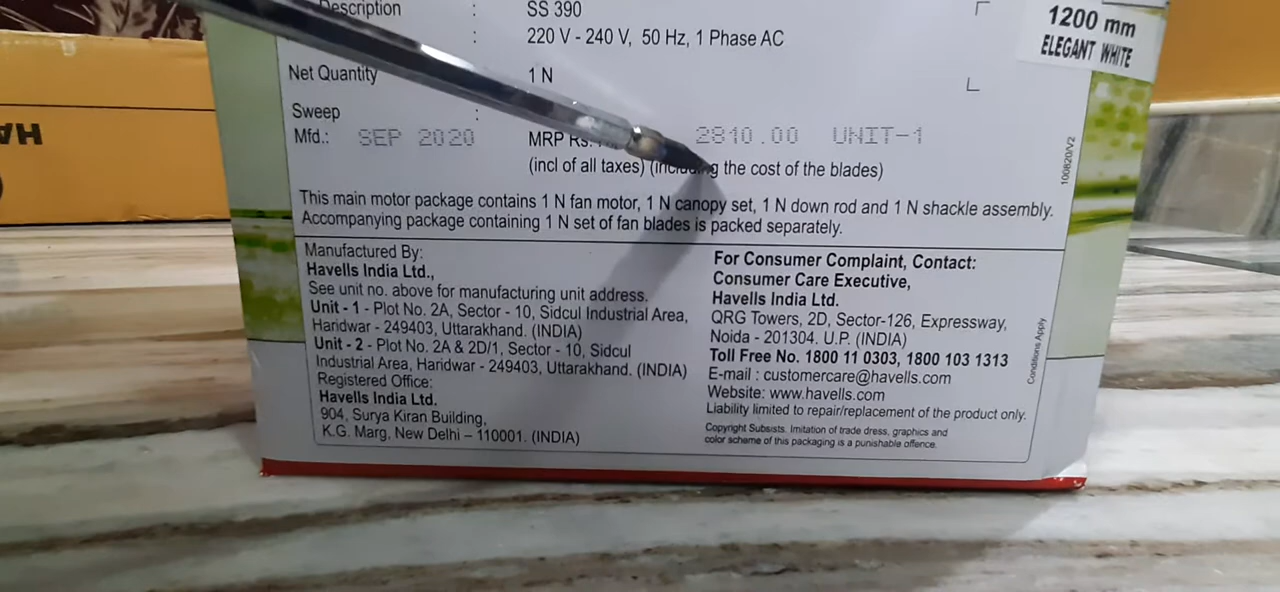 Description : SS 390
: 220 V - 240 V, 50 Hz, 1 Phase AC
Net Quantity 1 N
Sweep :
Mfd.: SEP 2020 MRP Rs. 2810.00 UNIT-1
(incl of all taxes) (including the cost of the blades)
This main motor package contains 1 N fan motor, 1 N canopy set, 1 N down rod and 1 N shackle assembly.
Accompanying package containing 1 N set of fan blades is packed separately.
Manufactured By:
Havells India Ltd.,
See unit no. above for manufacturing unit address.
Unit - 1 - Plot No. 2A, Sector - 10, Sidcul Industrial Area,
Haridwar - 249403, Uttarakhand. (INDIA)
Unit - 2 - Plot No. 2A & 2D/1, Sector - 10, Sidcul
Industrial Area, Haridwar - 249403, Uttarakhand. (INDIA)
Registered Office:
Havells India Ltd.
904, Surya Kiran Building,
K.G. Marg, New Delhi – 110001. (INDIA)
For Consumer Complaint, Contact:
Consumer Care Executive,
Havells India Ltd.
QRG Towers, 2D, Sector-126, Expressway,
Noida - 201304. U.P. (INDIA)
Toll Free No. 1800 11 0303, 1800 103 1313
E-mail : customercare@havells.com
Website: www.havells.com
Liability limited to repair/replacement of the product only.
Copyright Subsists. Imitation of trade dress, graphics and
color scheme of this packaging is a punishable offence.
Conditions Apply
100820/V2
1200 mm
ELEGANT WHITE